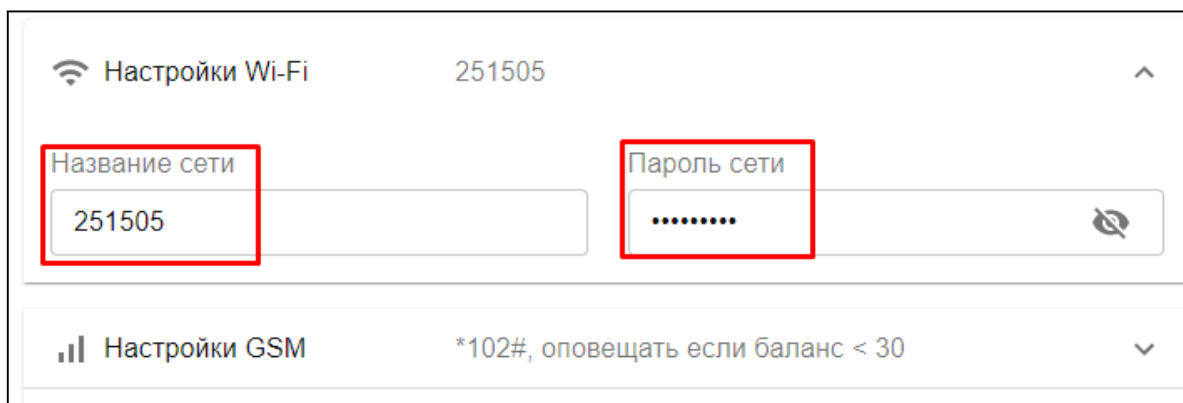 Настройки Wi-Fi 251505
Название сети Пароль сети
251505 •••••••••
Настройки GSM *102#, оповещать если баланс < 30